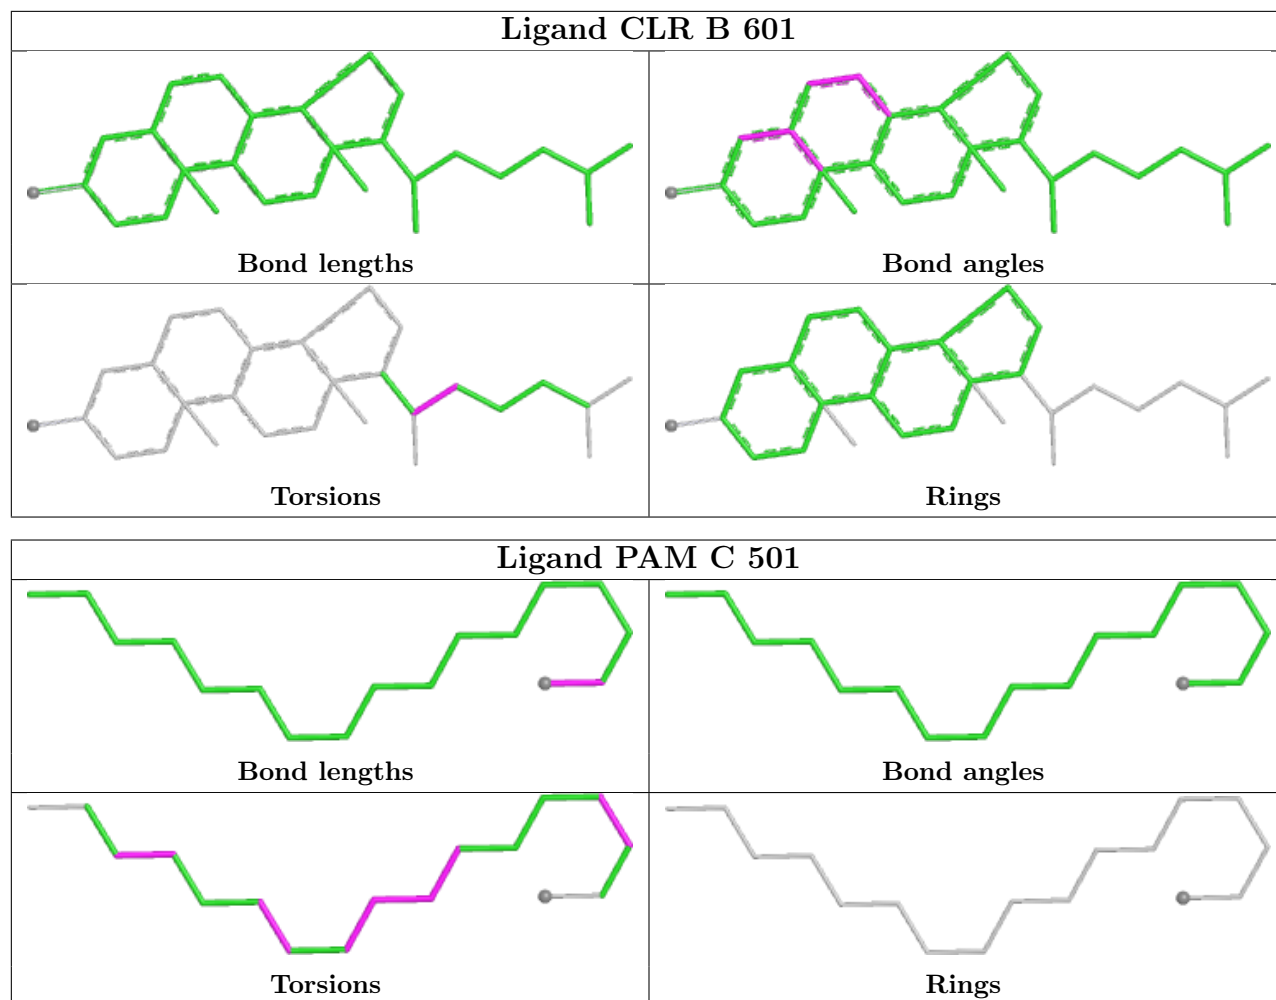 Ligand CLR B 601
Bond lengths
Bond angles
Torsions
Rings
Ligand PAM C 501
Bond lengths
Bond angles
Torsions
Rings